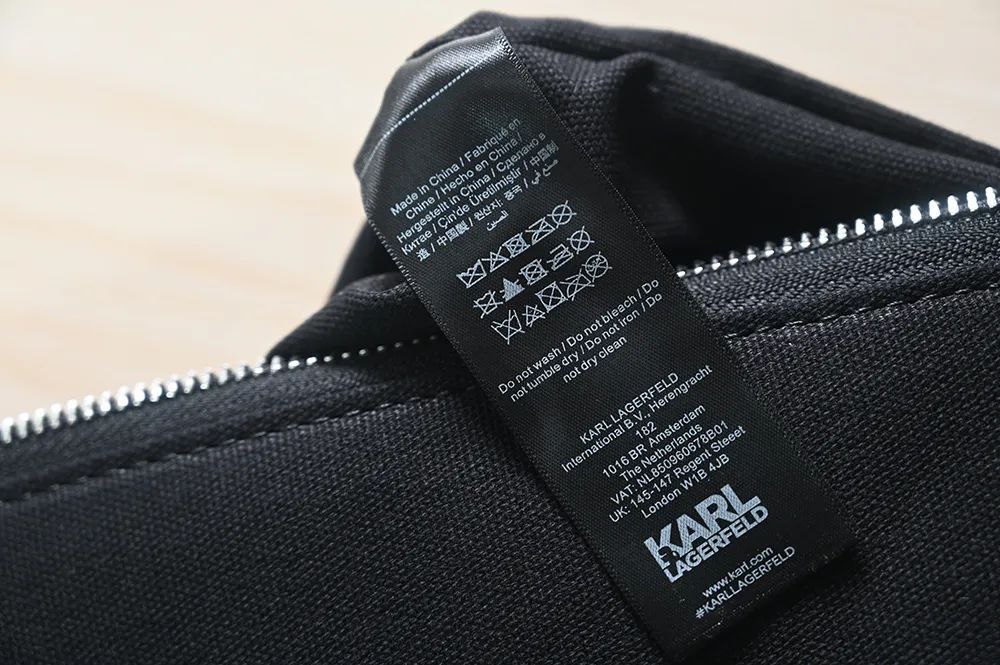 Made in China / Fabriqué en
Chine / Hecho en China /
Hergestellt in China / Сделано в
Китае / Çin'de Üretilmiştir / 中国制
造 / 中国製 / 원산지: 중국 / صنع في
الصين
Do not wash / Do not bleach / Do
not tumble dry / Do not iron / Do
not dry clean
KARL LAGERFELD
International B.V., Herengracht
182
1016 BR Amsterdam
The Netherlands
VAT: NL850960678B01
UK: 145-147 Regent Steeet
London W1B 4JB
KARL
LAGERFELD
www.karl.com
#KARLLAGERFELD